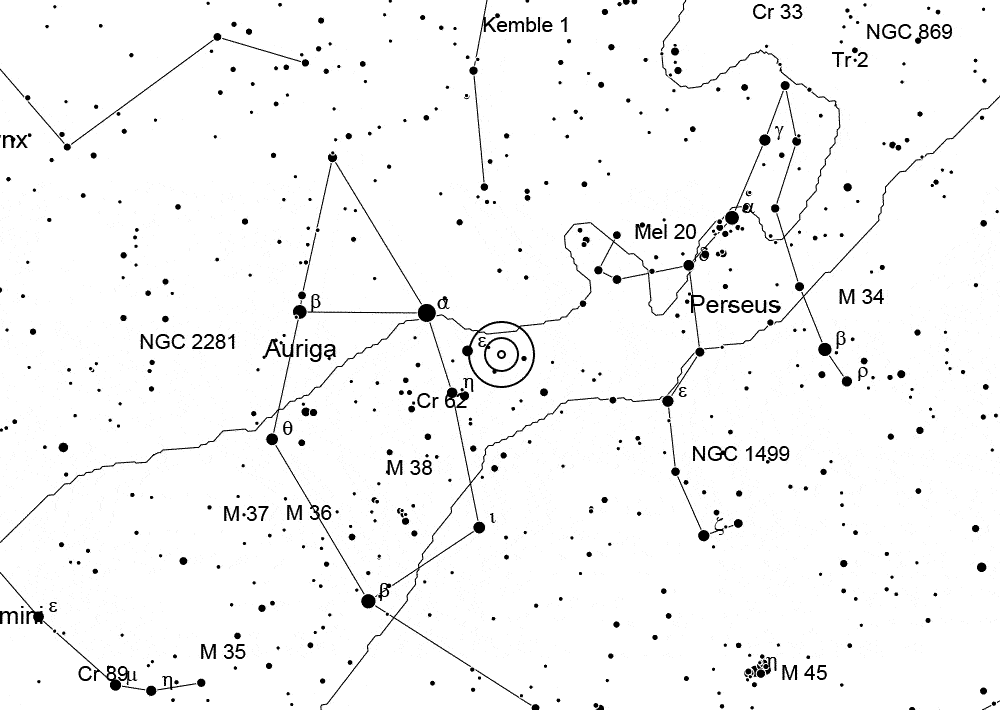 Cr 33
Kemble 1
NGC 869
Tr 2
nx
γ
α
Mel 20
δ
M 34
β
α
Perseus
NGC 2281
Auriga
ε
β
ρ
η
Cr 62
ε
θ
NGC 1499
M 38
M 37
M 36
ι
ζ
β
ε
mini
M 35
η
M 45
Cr 89
μ
η